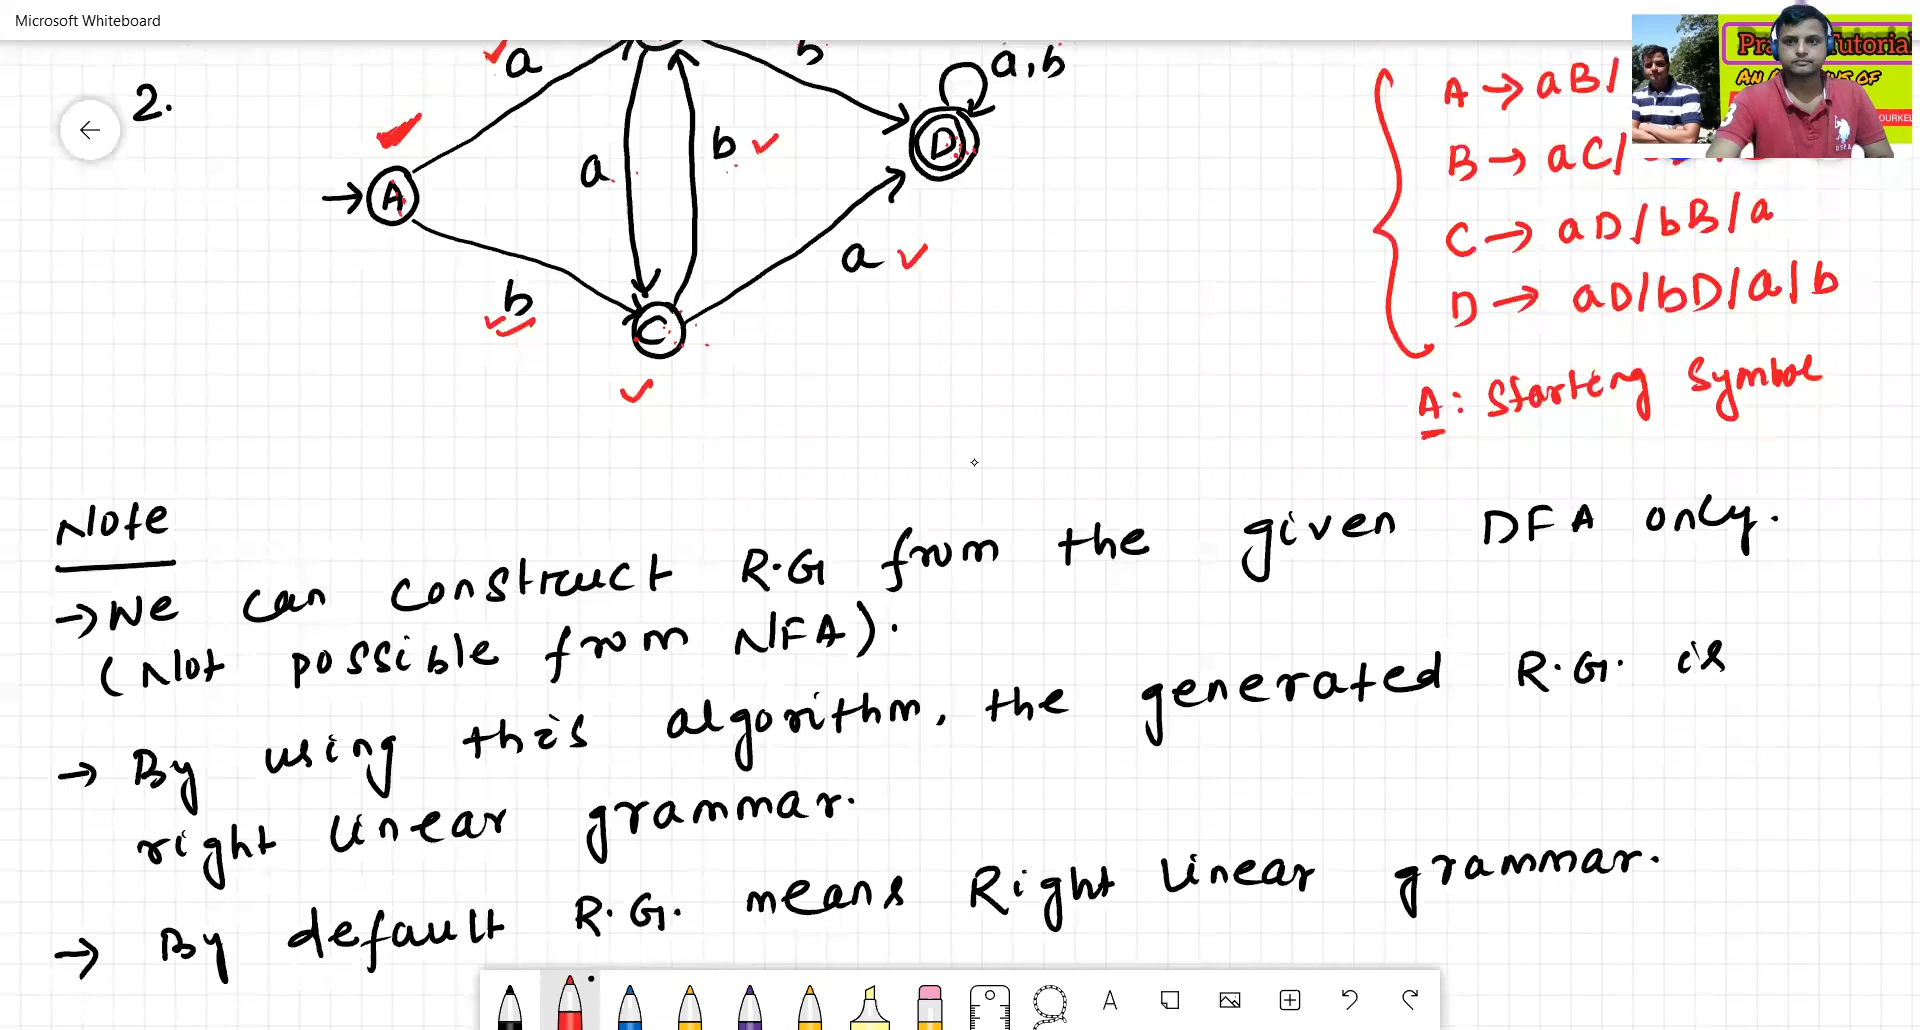 Microsoft Whiteboard
2.
a
b
a,b
D
a
b
A
a
b
C
A → aB/
B → aC/
C → aD/bB/a
D → aD/bD/a/b
A: Starting Symbol
Note
→ We can construct R.G from the given DFA only.
(Not possible from NFA).
→ By using this algorithm, the generated R.G. is
right linear grammar.
→ By default R.G. means Right linear grammar.